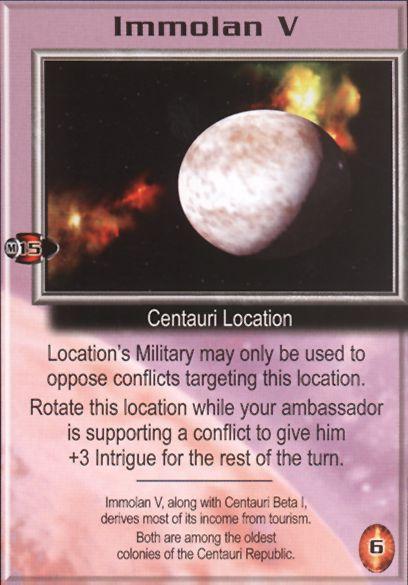 Immolan V
M 15
Centauri Location
Location's Military may only be used to
oppose conflicts targeting this location.
Rotate this location while your ambassador
is supporting a conflict to give him
+3 Intrigue for the rest of the turn.
Immolan V, along with Centauri Beta I,
derives most of its income from tourism.
Both are among the oldest
colonies of the Centauri Republic.
6